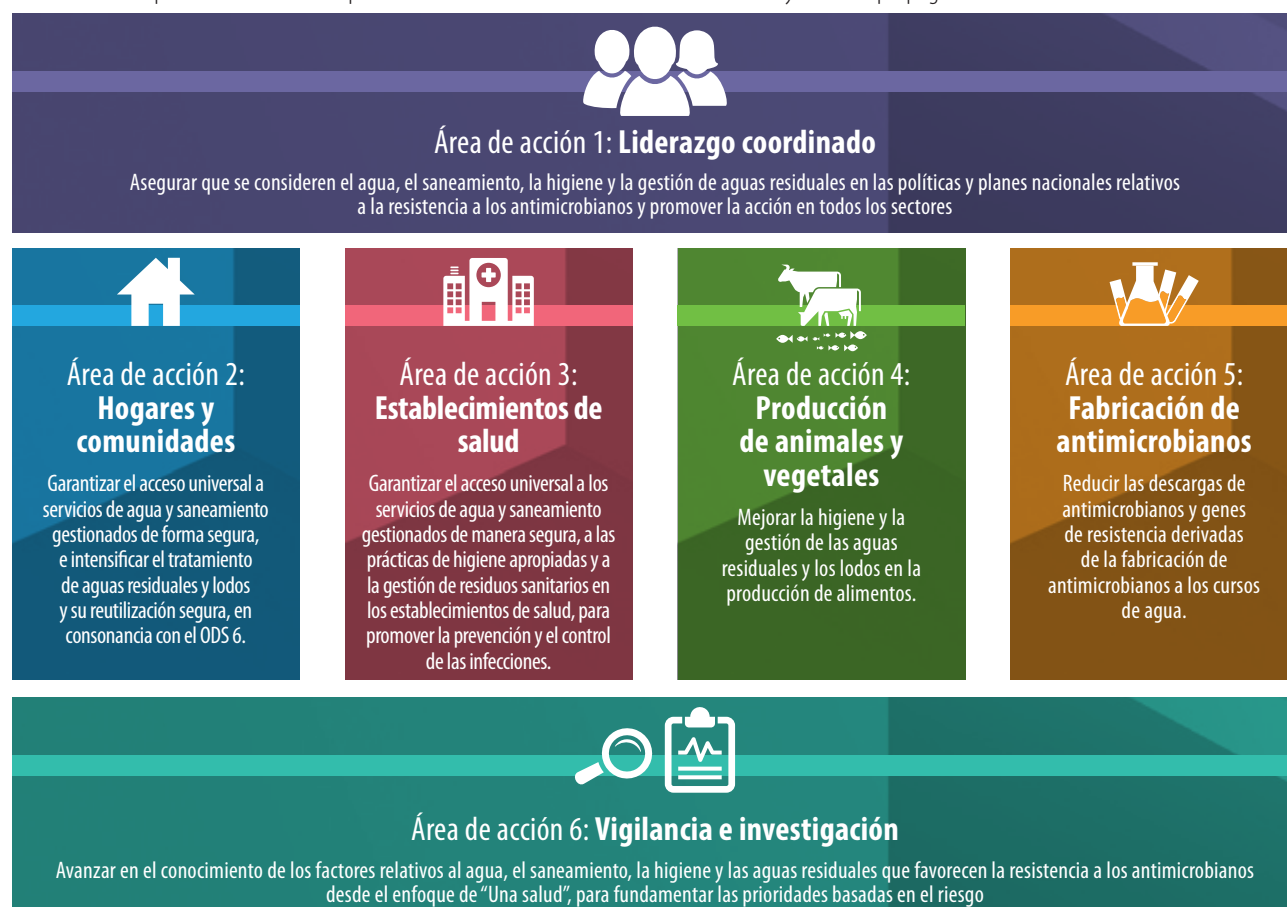 Área de acción 1: Liderazgo coordinado
Asegurar que se consideren el agua, el saneamiento, la higiene y la gestión de aguas residuales en las políticas y planes nacionales relativos
a la resistencia a los antimicrobianos y promover la acción en todos los sectores
Área de acción 2:
Hogares y
comunidades
Garantizar el acceso universal a
servicios de agua y saneamiento
gestionados de forma segura,
e intensificar el tratamiento
de aguas residuales y lodos
y su reutilización segura, en
consonancia con el ODS 6.
Área de acción 3:
Establecimientos de
salud
Garantizar el acceso universal a los
servicios de agua y saneamiento
gestionados de manera segura, a las
prácticas de higiene apropiadas y a
la gestión de residuos sanitarios en
los establecimientos de salud, para
promover la prevención y el control
de las infecciones.
Área de acción 4:
Producción
de animales y
vegetales
Mejorar la higiene y la
gestión de las aguas
residuales y los lodos en la
producción de alimentos.
Área de acción 5:
Fabricación de
antimicrobianos
Reducir las descargas de
antimicrobianos y genes
de resistencia derivadas
de la fabricación de
antimicrobianos a los cursos
de agua.
Área de acción 6: Vigilancia e investigación
Avanzar en el conocimiento de los factores relativos al agua, el saneamiento, la higiene y las aguas residuales que favorecen la resistencia a los antimicrobianos
desde el enfoque de “Una salud”, para fundamentar las prioridades basadas en el riesgo